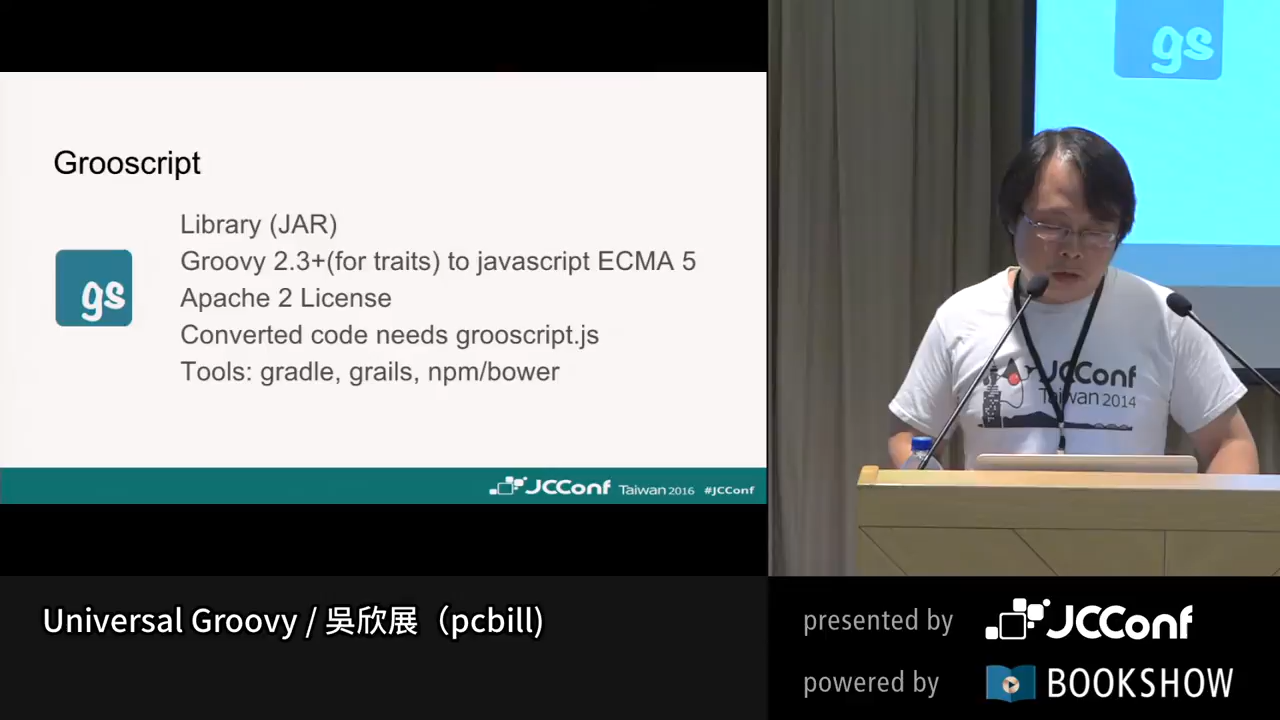 Grooscript
gs
Library (JAR)
Groovy 2.3+(for traits) to javascript ECMA 5
Apache 2 License
Converted code needs grooscript.js
Tools: gradle, grails, npm/bower
JCConf Taiwan 2016 #JCConf
gs
JCConf
Taiwan 2014
Universal Groovy / 吳欣展（pcbill)
presented by JCConf
powered by BOOKSHOW